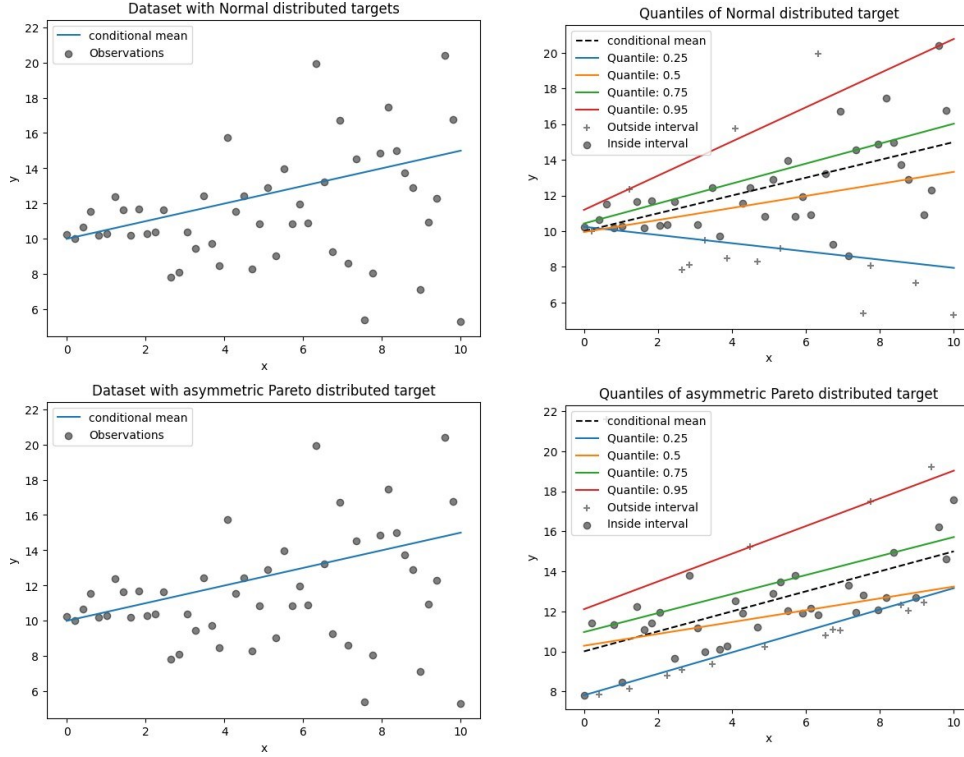 Dataset with Normal distributed targets
conditional mean
Observations
y
20
18
16
14
12
10
8
6
0 2 4 6 8 10
x
Quantiles of Normal distributed target
conditional mean
Quantile: 0.25
Quantile: 0.5
Quantile: 0.75
Quantile: 0.95
Outside interval
Inside interval
y
20
18
16
14
12
10
8
6
0 2 4 6 8 10
x
Dataset with asymmetric Pareto distributed target
conditional mean
Observations
y
22
20
18
16
14
12
10
8
6
0 2 4 6 8 10
x
Quantiles of asymmetric Pareto distributed target
conditional mean
Quantile: 0.25
Quantile: 0.5
Quantile: 0.75
Quantile: 0.95
Outside interval
Inside interval
y
22
20
18
16
14
12
10
8
0 2 4 6 8 10
x